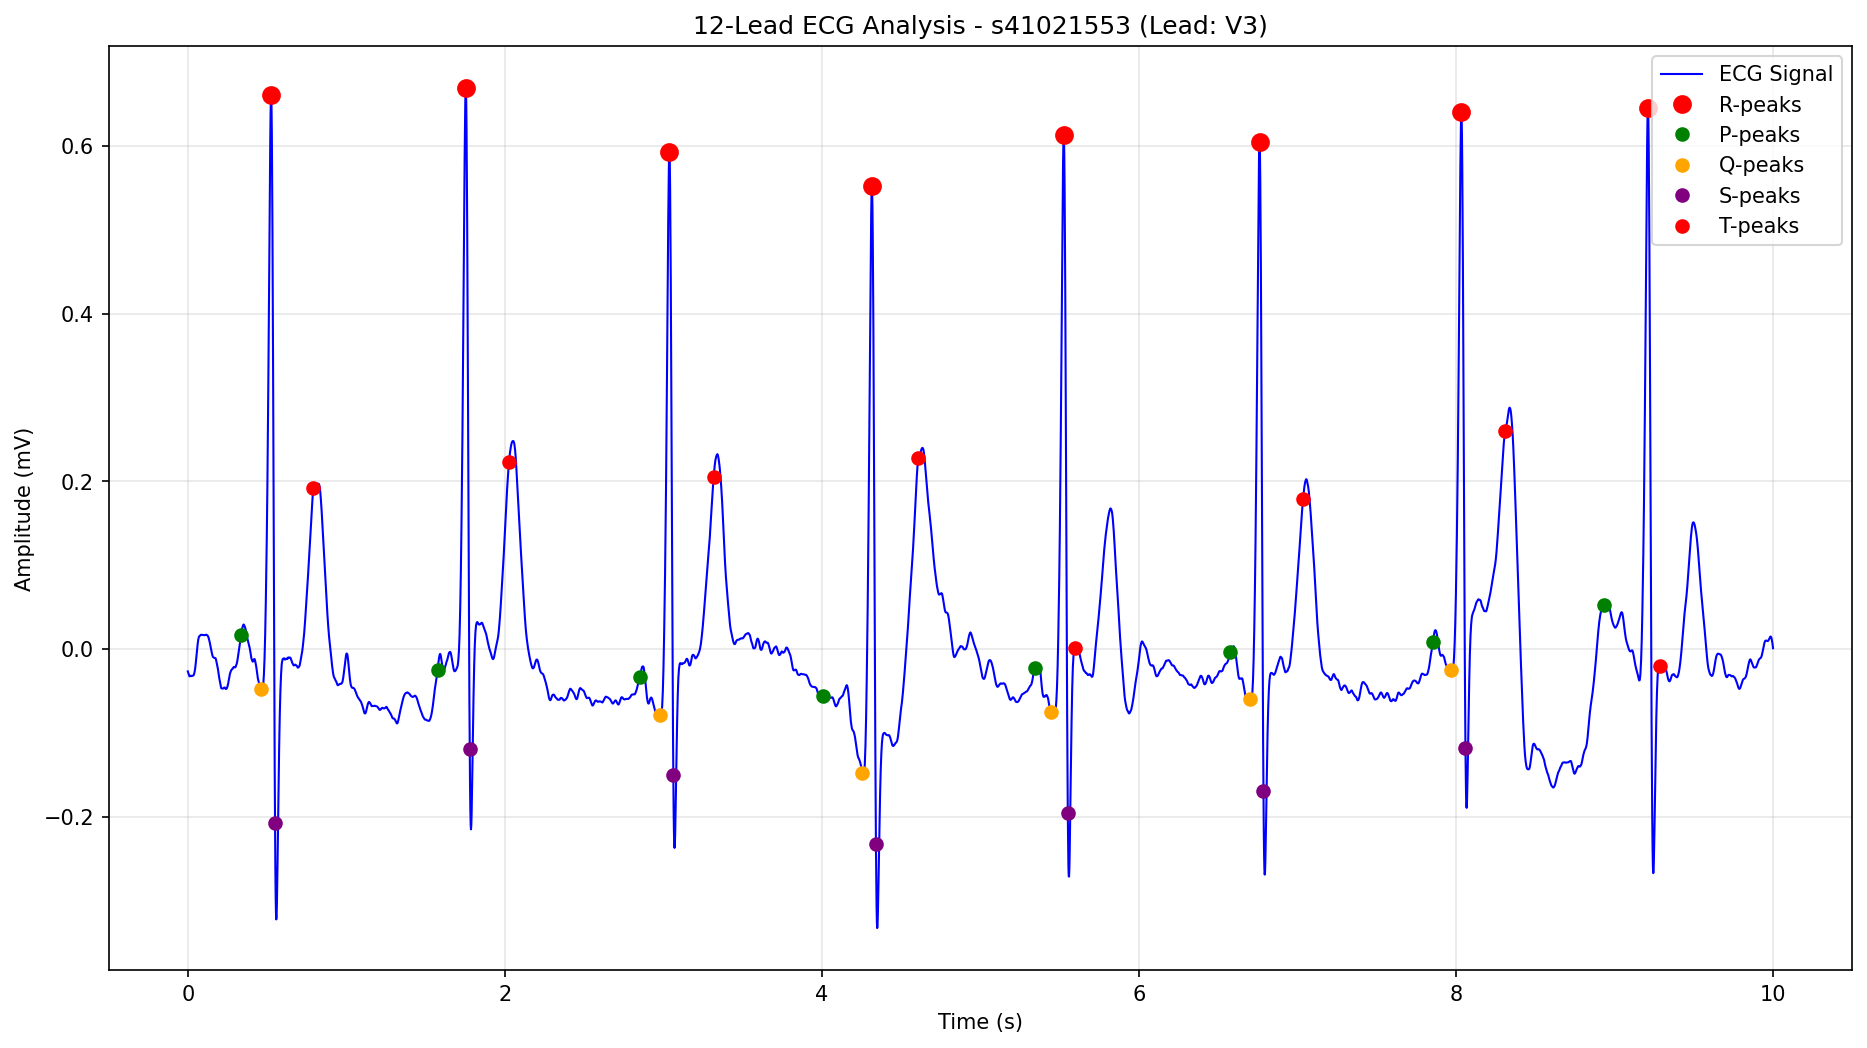 12-Lead ECG Analysis - s41021553 (Lead: V3)
ECG Signal
R-peaks
P-peaks
Q-peaks
S-peaks
T-peaks
Amplitude (mV)
0.6
0.4
0.2
0.0
−0.2
0 2 4 6 8 10
Time (s)